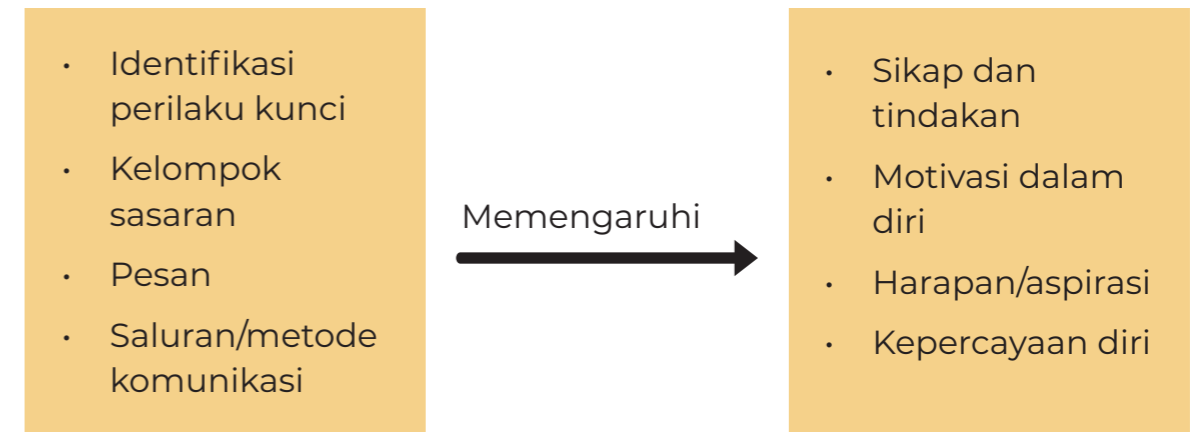 • Identifikasi
perilaku kunci
• Kelompok
sasaran
• Pesan
• Saluran/metode
komunikasi
Memengaruhi
• Sikap dan
tindakan
• Motivasi dalam
diri
• Harapan/aspirasi
• Kepercayaan diri